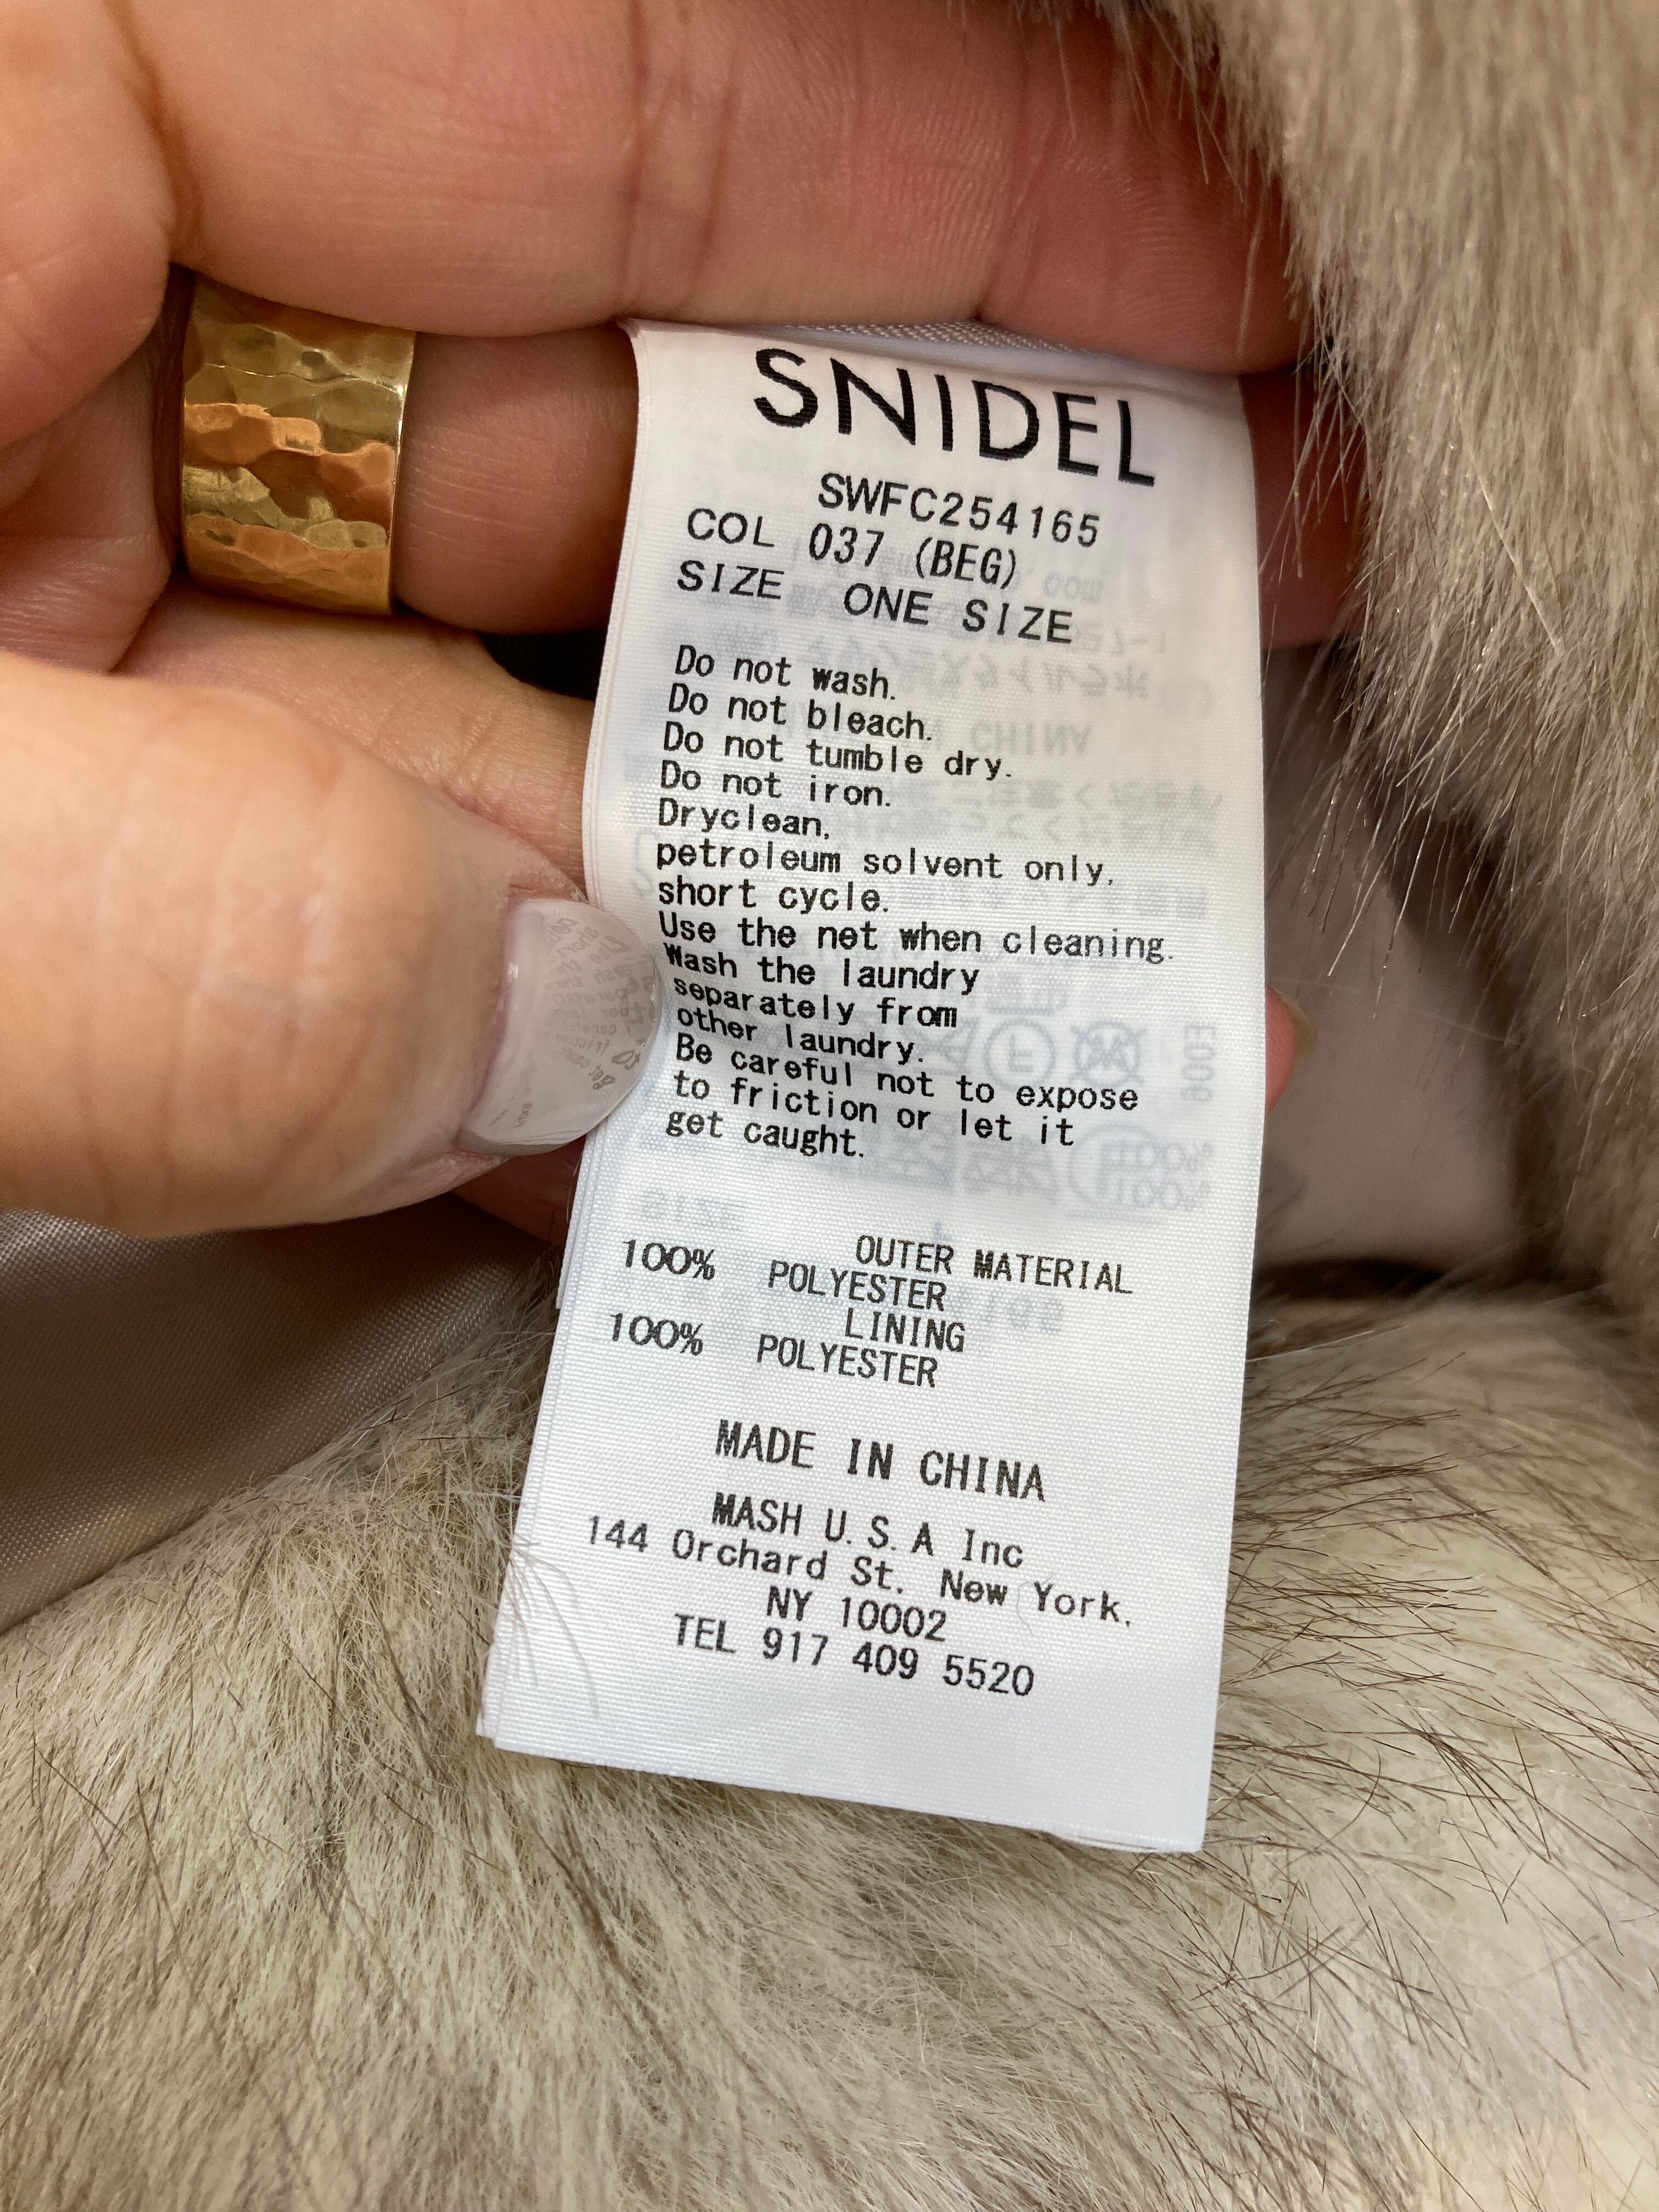 SNIDEL
SWFC254165
COL 037 (BEG)
SIZE ONE SIZE
Do not wash.
Do not bleach.
Do not tumble dry.
Do not iron.
Dryclean,
petroleum solvent only,
short cycle.
Use the net when cleaning.
Wash the laundry
separately from
other laundry.
Be careful not to expose
to friction or let it
get caught.
OUTER MATERIAL
100% POLYESTER
LINING
100% POLYESTER
MADE IN CHINA
MASH U.S.A Inc
144 Orchard St. New York,
NY 10002
TEL 917 409 5520